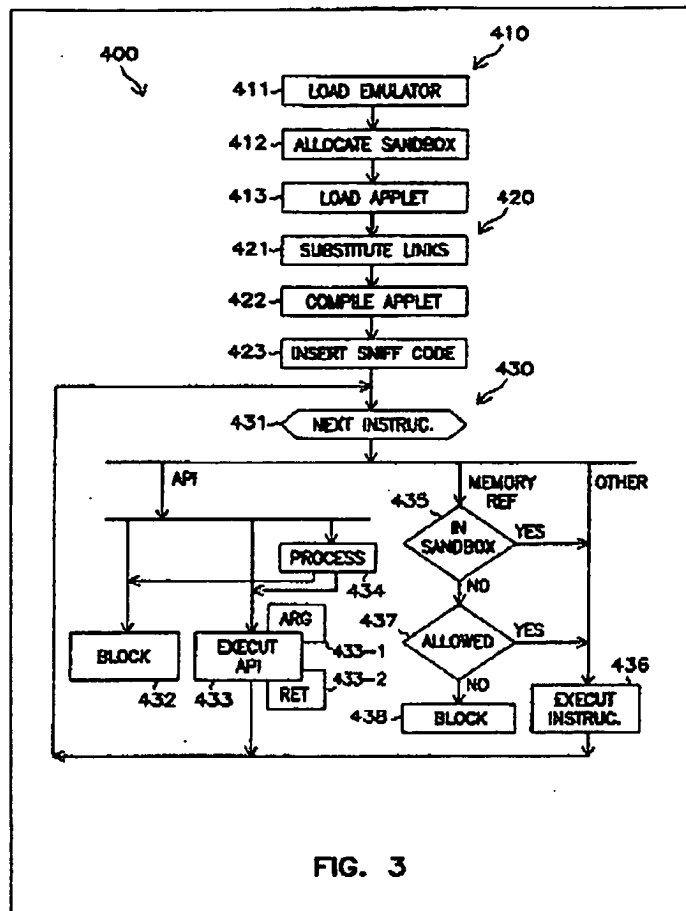 400
410
411 LOAD EMULATOR
412 ALLOCATE SANDBOX
413 LOAD APPLET
420
421 SUBSTITUTE LINKS
422 COMPILE APPLET
423 INSERT SNIFF CODE
430
431 NEXT INSTRUC.
API
MEMORY
REF
OTHER
435
IN
SANDBOX
YES
NO
PROCESS
434
437
ALLOWED
YES
NO
ARG
433-1
BLOCK
432
EXECUT
API
433
433-2
RET
438 BLOCK
436
EXECUT
INSTRUC.
FIG. 3